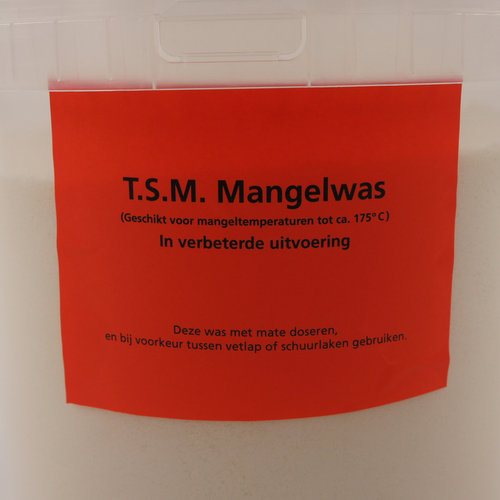 T.S.M. Mangelwas
(Geschikt voor mangeltemperaturen tot ca. 175°C)
In verbeterde uitvoering
Deze was met mate doseren,
en bij voorkeur tussen vetlap of schuurlaken gebruiken.